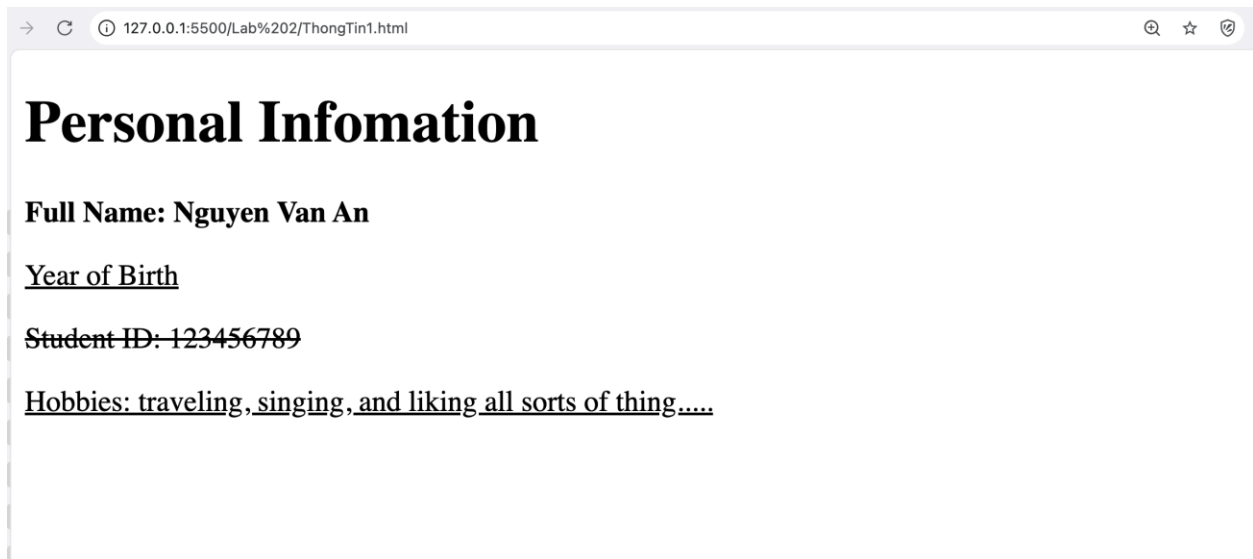 127.0.0.1:5500/Lab%202/ThongTin1.html
Personal Infomation
Full Name: Nguyen Van An
Year of Birth
Student ID: 123456789
Hobbies: traveling, singing, and liking all sorts of thing.....